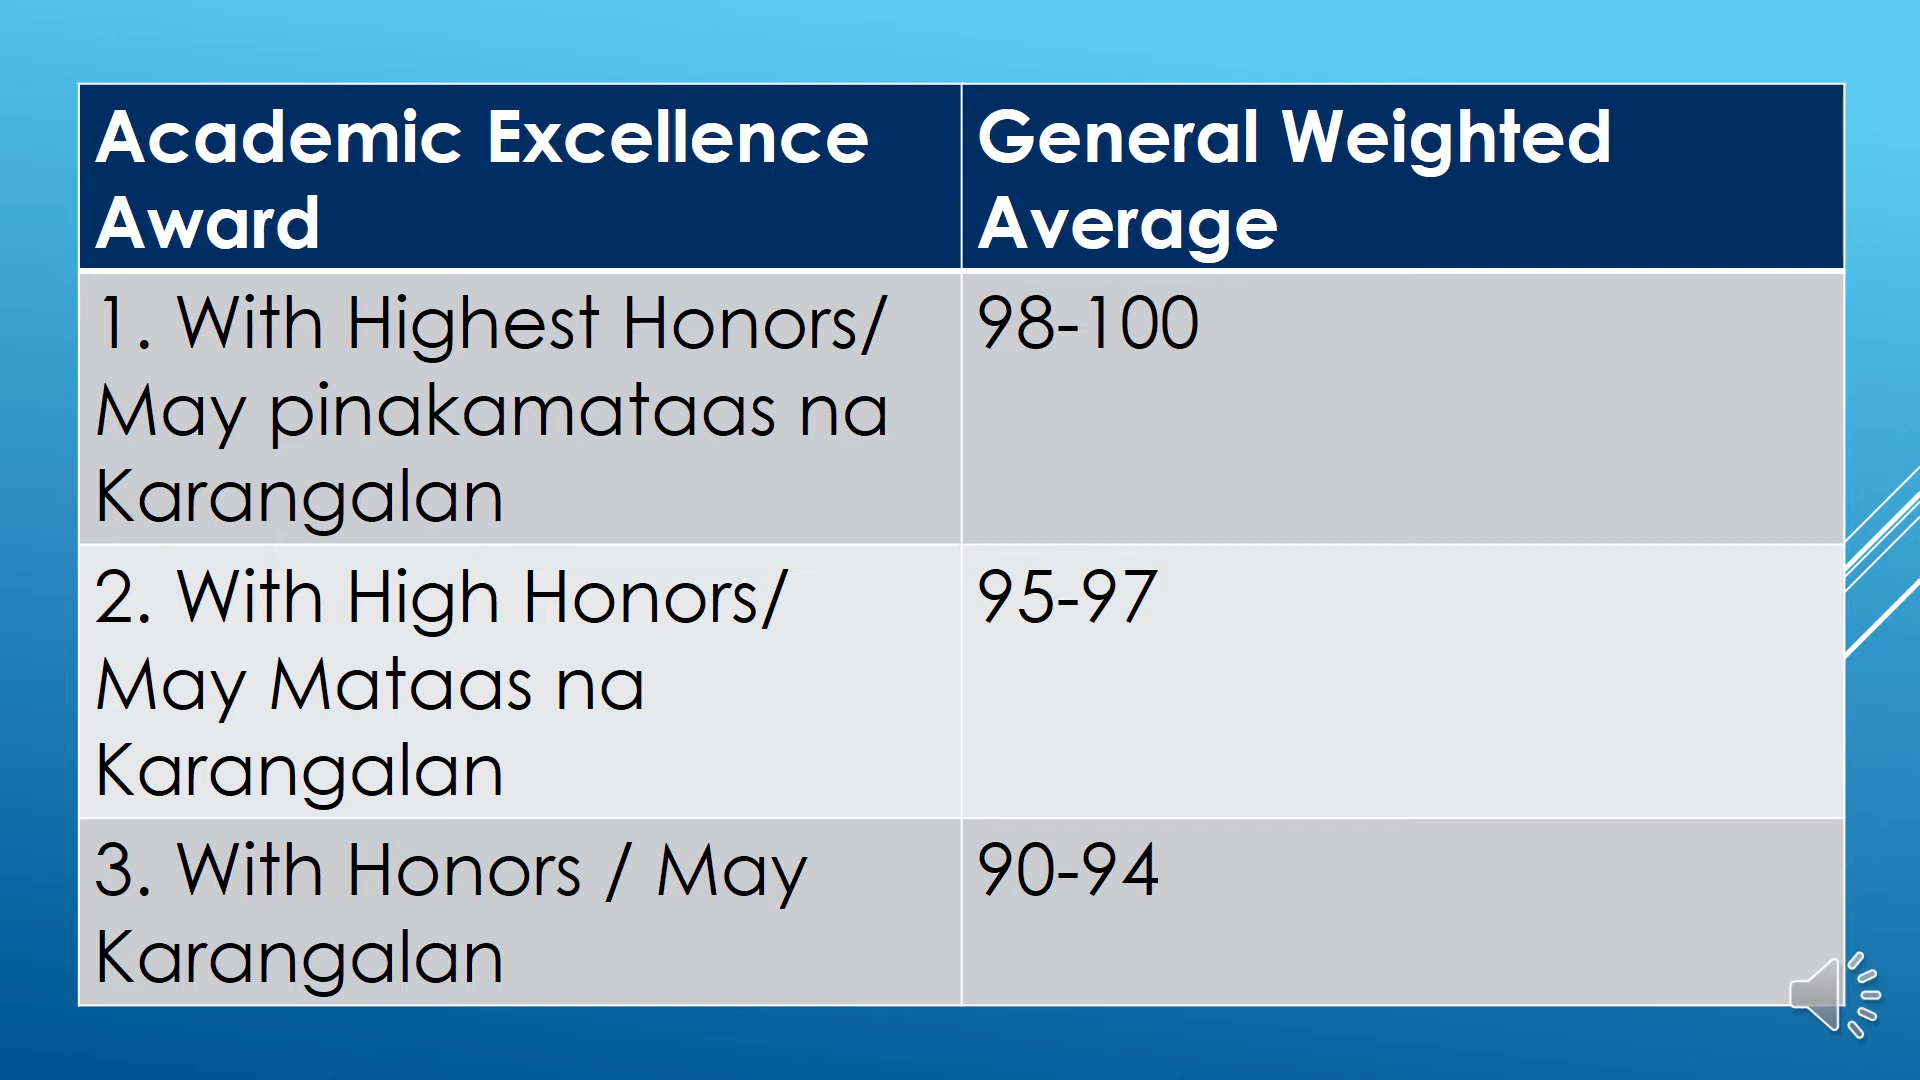 Academic Excellence
Award
General Weighted
Average
1. With Highest Honors/
May pinakamataas na
Karangalan
98-100
2. With High Honors/
May Mataas na
Karangalan
95-97
3. With Honors / May
Karangalan
90-94